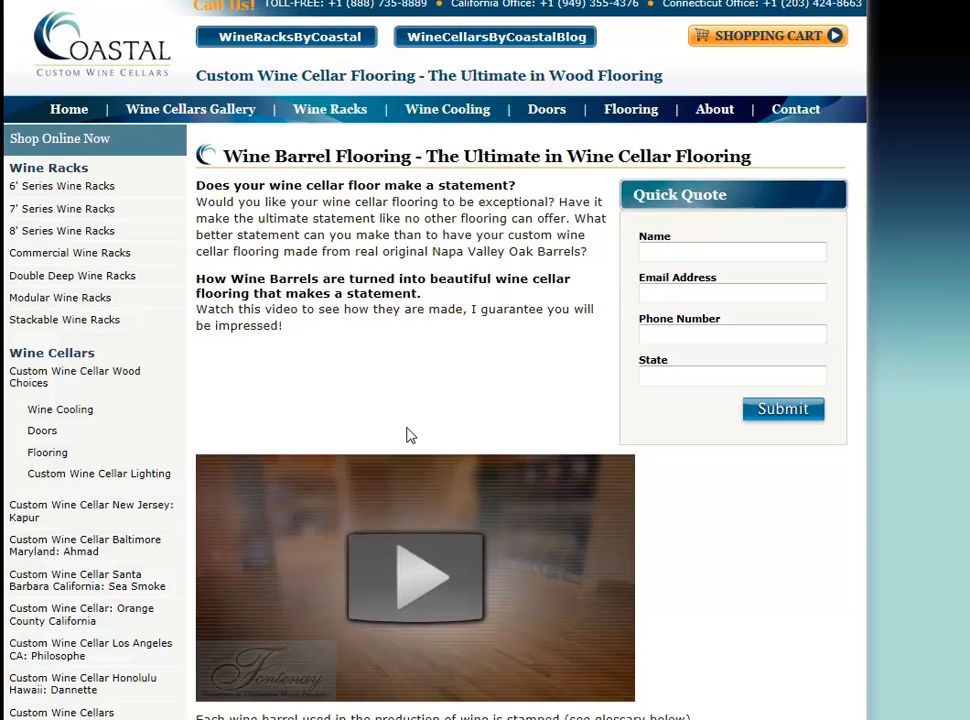 Call Us! TOLL-FREE: +1 (888) 735-8889 • California Office: +1 (949) 355-4376 • Connecticut Office: +1 (203) 424-8663
COASTAL
CUSTOM WINE CELLARS
WineRacksByCoastal
WineCellarsByCoastalBlog
SHOPPING CART
Custom Wine Cellar Flooring - The Ultimate in Wood Flooring
Home | Wine Cellars Gallery | Wine Racks | Wine Cooling | Doors | Flooring | About | Contact
Shop Online Now
Wine Racks
6' Series Wine Racks
7' Series Wine Racks
8' Series Wine Racks
Commercial Wine Racks
Double Deep Wine Racks
Modular Wine Racks
Stackable Wine Racks
Wine Cellars
Custom Wine Cellar Wood
Choices
Wine Cooling
Doors
Flooring
Custom Wine Cellar Lighting
Custom Wine Cellar New Jersey:
Kapur
Custom Wine Cellar Baltimore
Maryland: Ahmad
Custom Wine Cellar Santa
Barbara California: Sea Smoke
Custom Wine Cellar: Orange
County California
Custom Wine Cellar Los Angeles
CA: Philosophe
Custom Wine Cellar Honolulu
Hawaii: Dannette
Custom Wine Cellars
Wine Barrel Flooring - The Ultimate in Wine Cellar Flooring
Does your wine cellar floor make a statement?
Would you like your wine cellar flooring to be exceptional? Have it
make the ultimate statement like no other flooring can offer. What
better statement can you make than to have your custom wine
cellar flooring made from real original Napa Valley Oak Barrels?
How Wine Barrels are turned into beautiful wine cellar
flooring that makes a statement.
Watch this video to see how they are made, I guarantee you will
be impressed!
Fontenay
Each wine barrel used in the production of wine is stamped (see glossary below)
Quick Quote
Name
Email Address
Phone Number
State
Submit